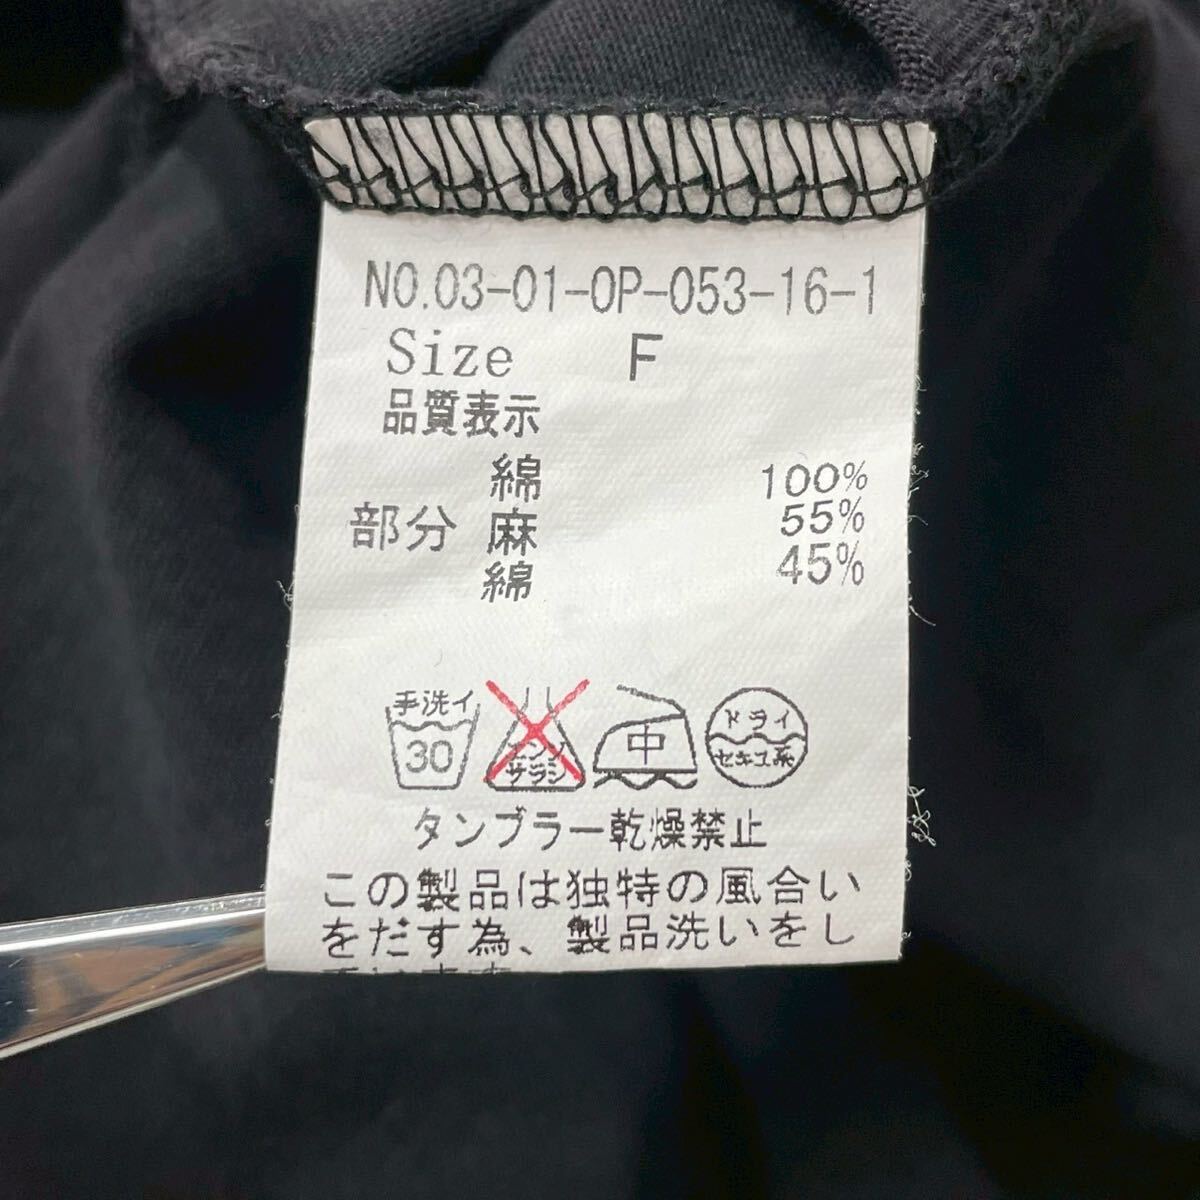 NO.03-01-OP-053-16-1
Size F
品質表示
綿 100%
部分 麻 55%
綿 45%
手洗イ 30
エンソサラシ
中
ドライ
セキユ系
タンブラー乾燥禁止
この製品は独特の風合い
をだす為、製品洗いをし